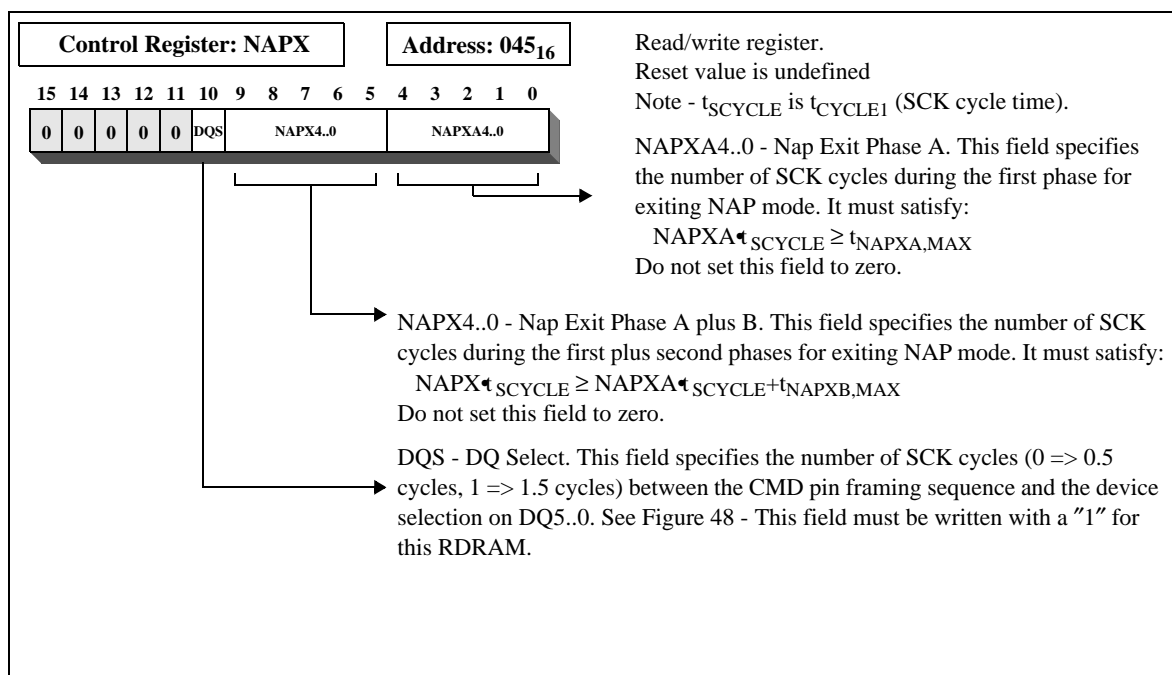 Control Register: NAPX
Address: 045₁₆
15 14 13 12 11 10 9 8 7 6 5 4 3 2 1 0
0 0 0 0 0 DQS NAPX4..0 NAPXA4..0
Read/write register.
Reset value is undefined
Note - tSCYCLE is tCYCLE1 (SCK cycle time).
NAPXA4..0 - Nap Exit Phase A. This field specifies
the number of SCK cycles during the first phase for
exiting NAP mode. It must satisfy:
NAPXA•tSCYCLE ≥ tNAPXA,MAX
Do not set this field to zero.
NAPX4..0 - Nap Exit Phase A plus B. This field specifies the number of SCK
cycles during the first plus second phases for exiting NAP mode. It must satisfy:
NAPX•tSCYCLE ≥ NAPXA•tSCYCLE+tNAPXB,MAX
Do not set this field to zero.
DQS - DQ Select. This field specifies the number of SCK cycles (0 => 0.5
cycles, 1 => 1.5 cycles) between the CMD pin framing sequence and the device
selection on DQ5..0. See Figure 48 - This field must be written with a ″1″ for
this RDRAM.